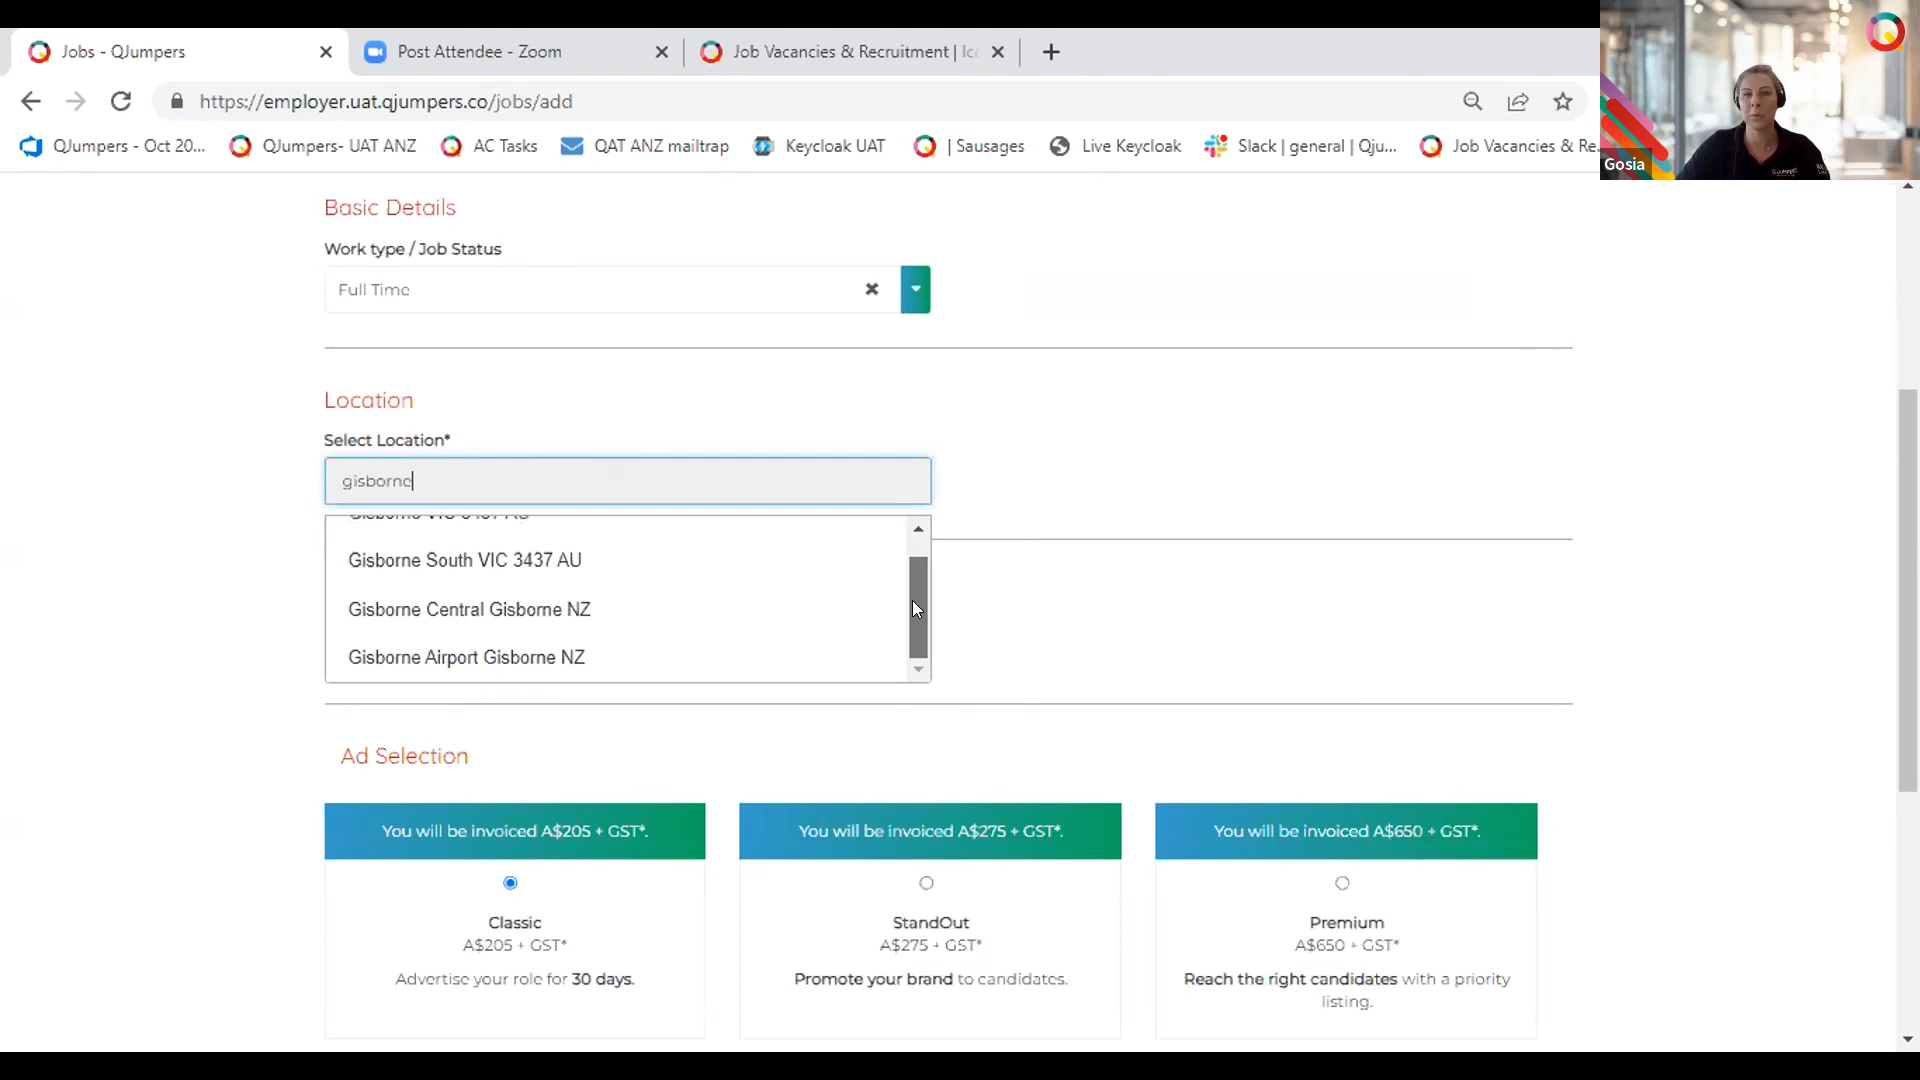 Jobs - QJumpers
Post Attendee - Zoom
Job Vacancies & Recruitment | Ic
https://employer.uat.qjumpers.co/jobs/add
QJumpers - Oct 20...
QJumpers- UAT ANZ
AC Tasks
QAT ANZ mailtrap
Keycloak UAT
| Sausages
Live Keycloak
Slack | general | Qju...
Job Vacancies & Re
Gosia
Basic Details
Work type / Job Status
Full Time
Location
Select Location*
gisborne
Gisborne VIC 3437 AU
Gisborne South VIC 3437 AU
Gisborne Central Gisborne NZ
Gisborne Airport Gisborne NZ
Ad Selection
You will be invoiced A$205 + GST*.
You will be invoiced A$275 + GST*.
You will be invoiced A$650 + GST*.
Classic
A$205 + GST*
Advertise your role for 30 days.
StandOut
A$275 + GST*
Promote your brand to candidates.
Premium
A$650 + GST*
Reach the right candidates with a priority
listing.